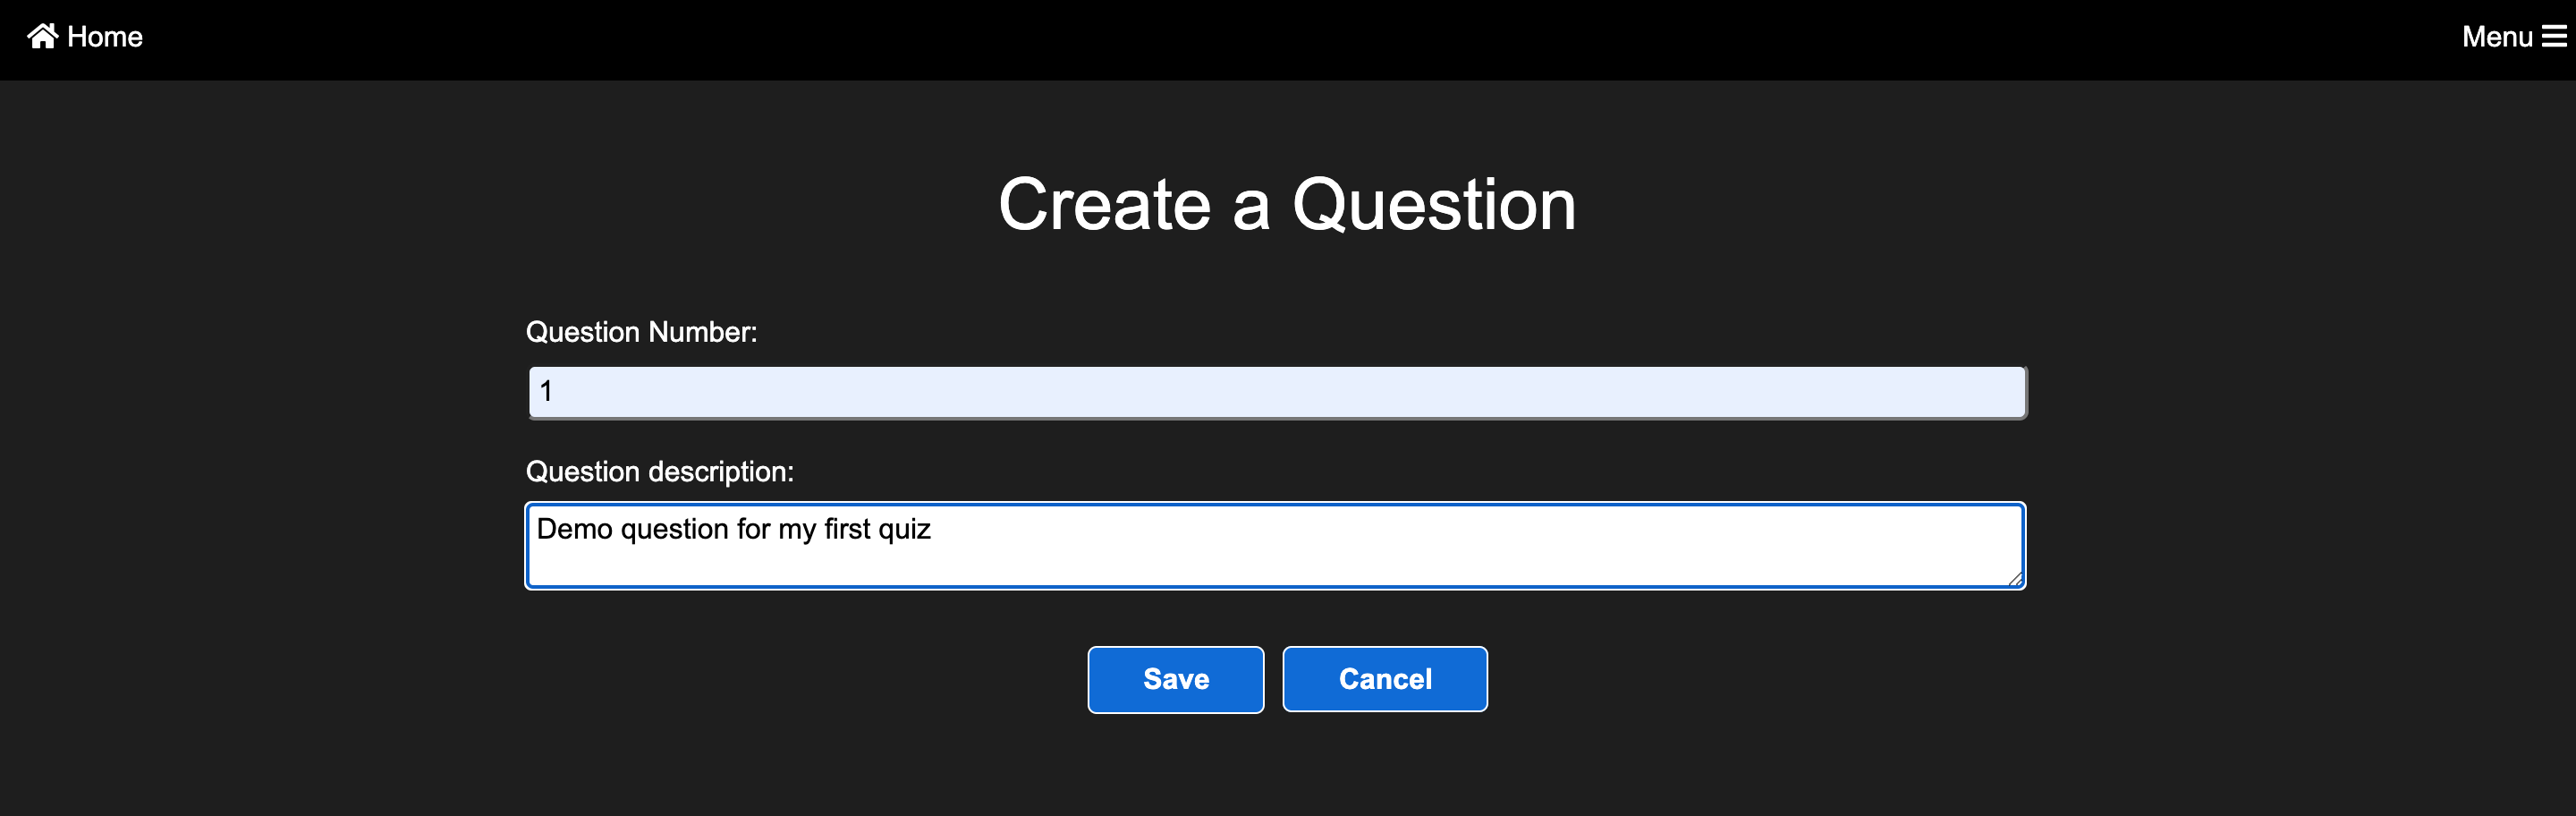 Home
Menu
Create a Question
Question Number:
1
Question description:
Demo question for my first quiz
Save
Cancel